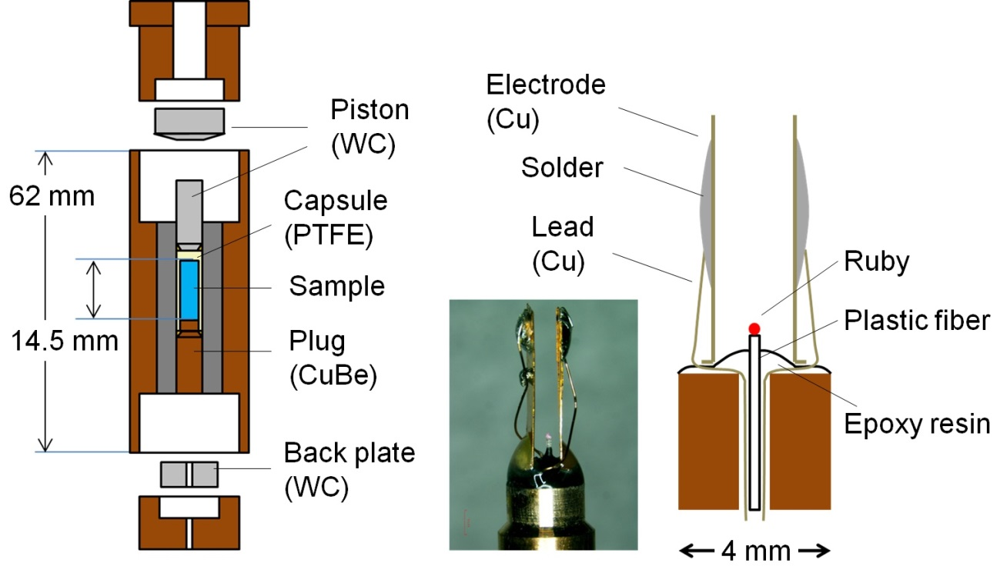 Piston
(WC)
62 mm
Capsule
(PTFE)
Sample
14.5 mm
Plug
(CuBe)
Back plate
(WC)
Electrode
(Cu)
Solder
Lead
(Cu)
Ruby
Plastic fiber
Epoxy resin
4 mm